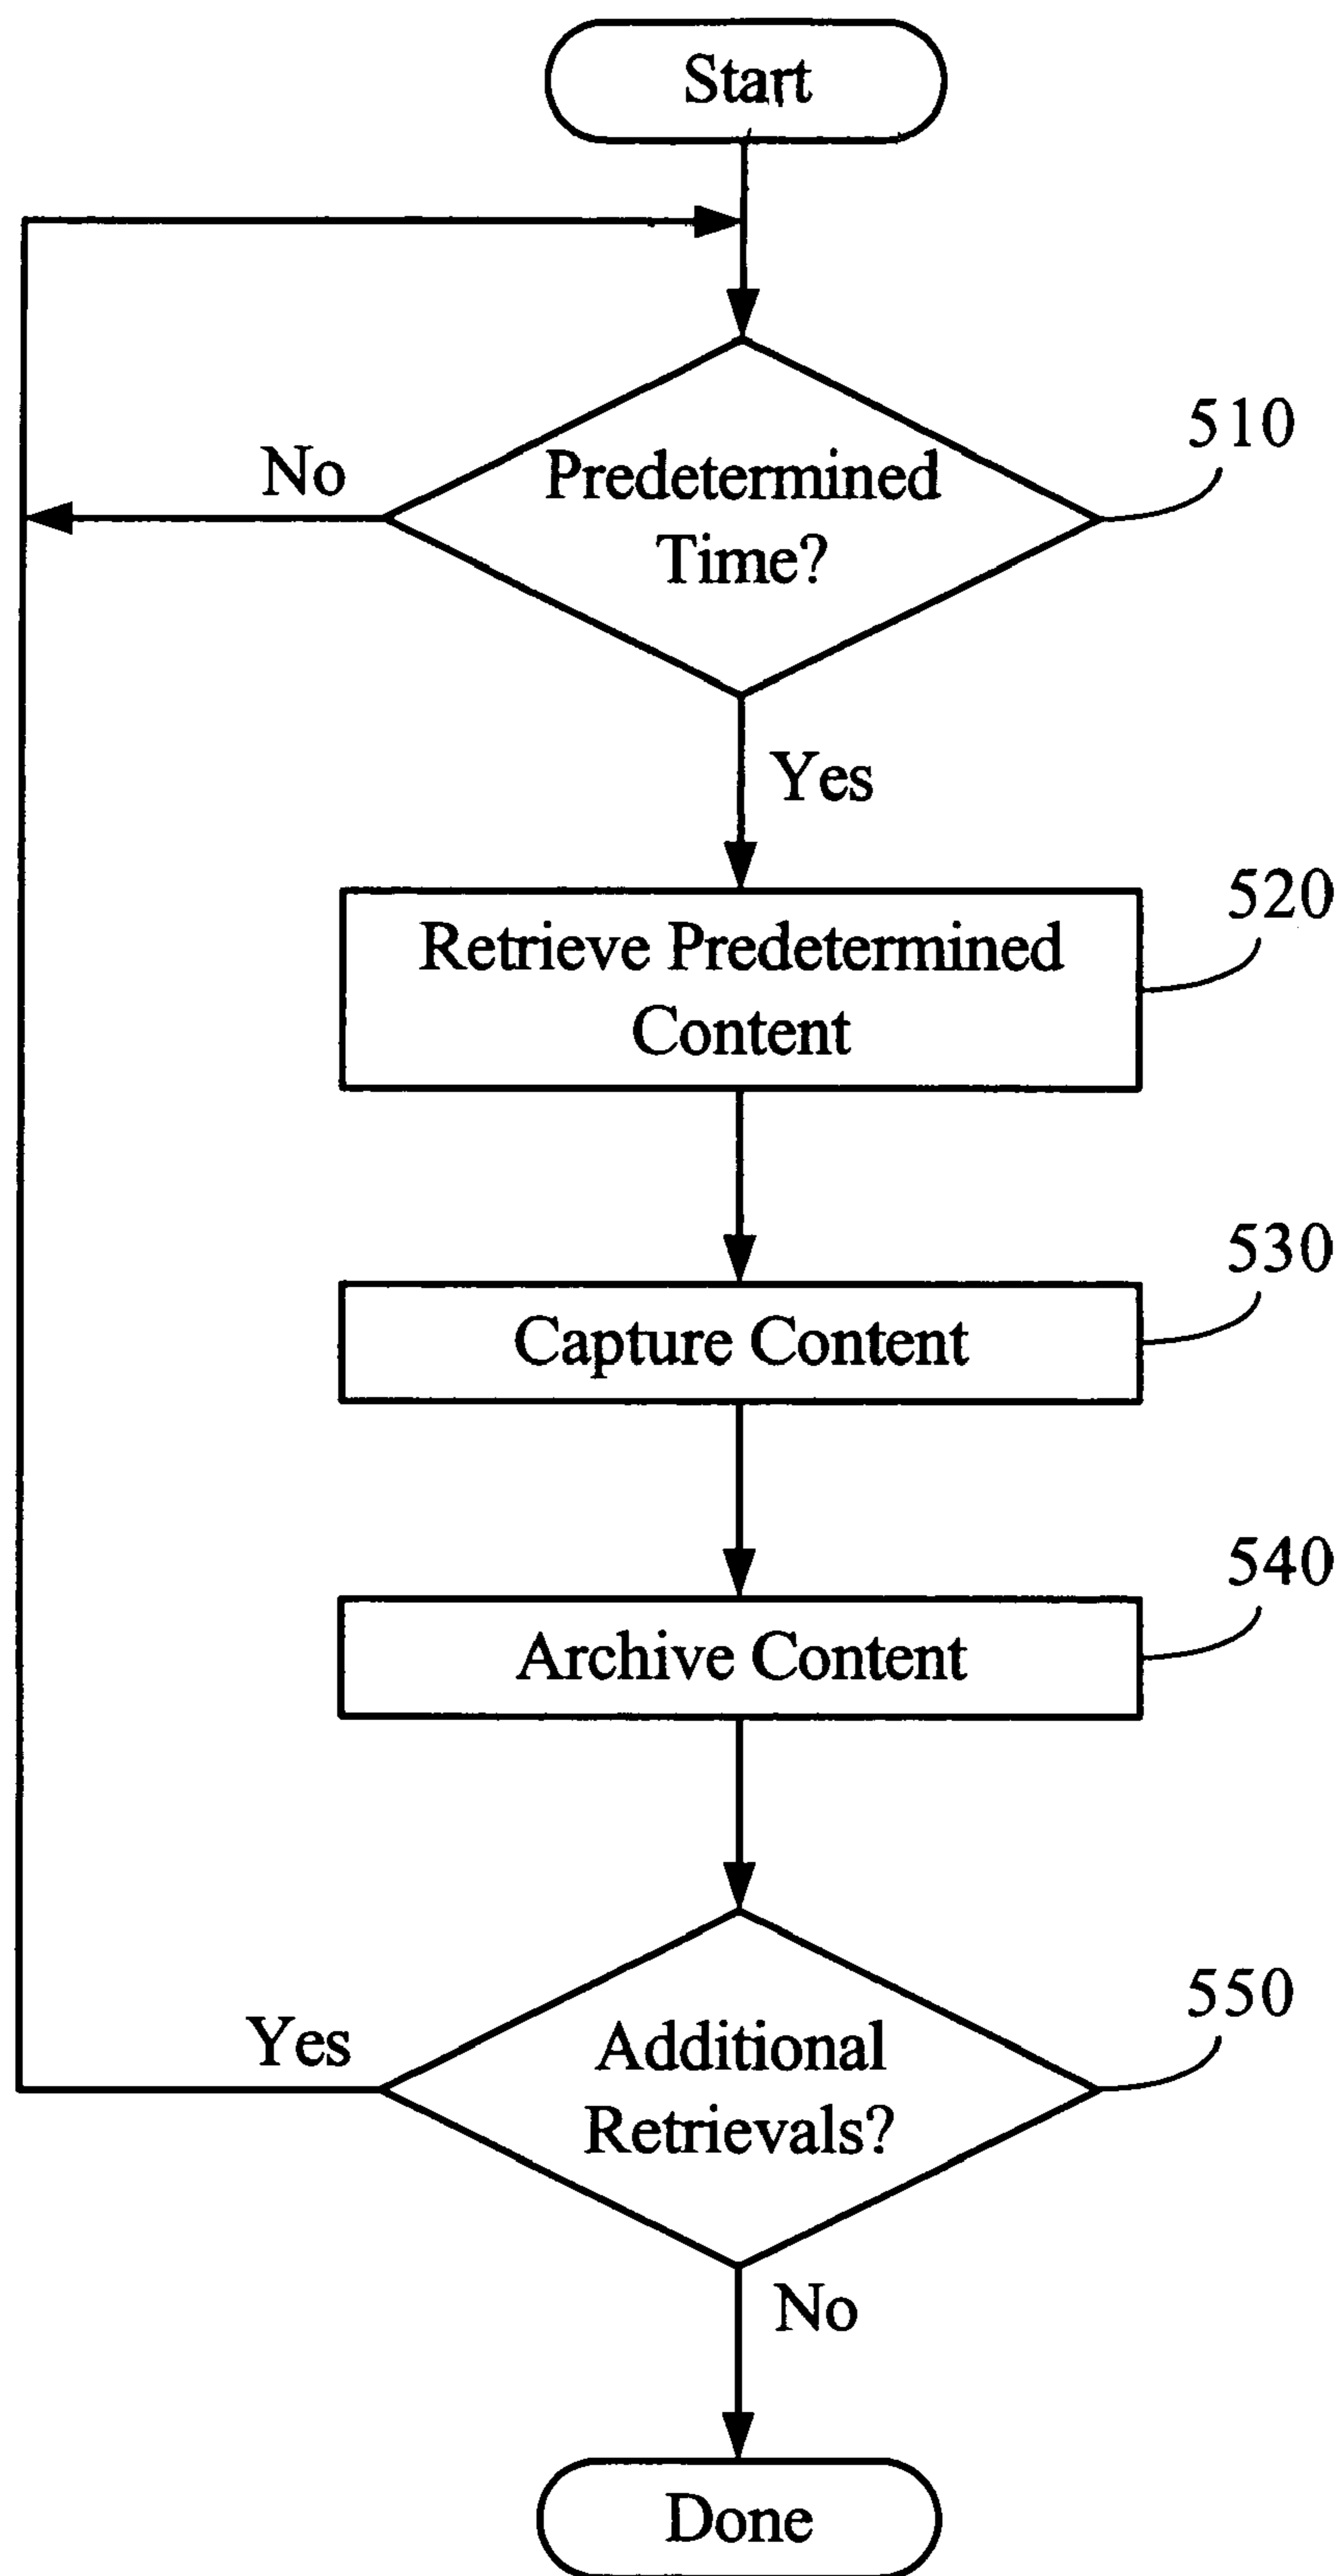 Start
510
No
Predetermined
Time?
Yes
520
Retrieve Predetermined
Content
530
Capture Content
540
Archive Content
550
Yes
Additional
Retrievals?
No
Done